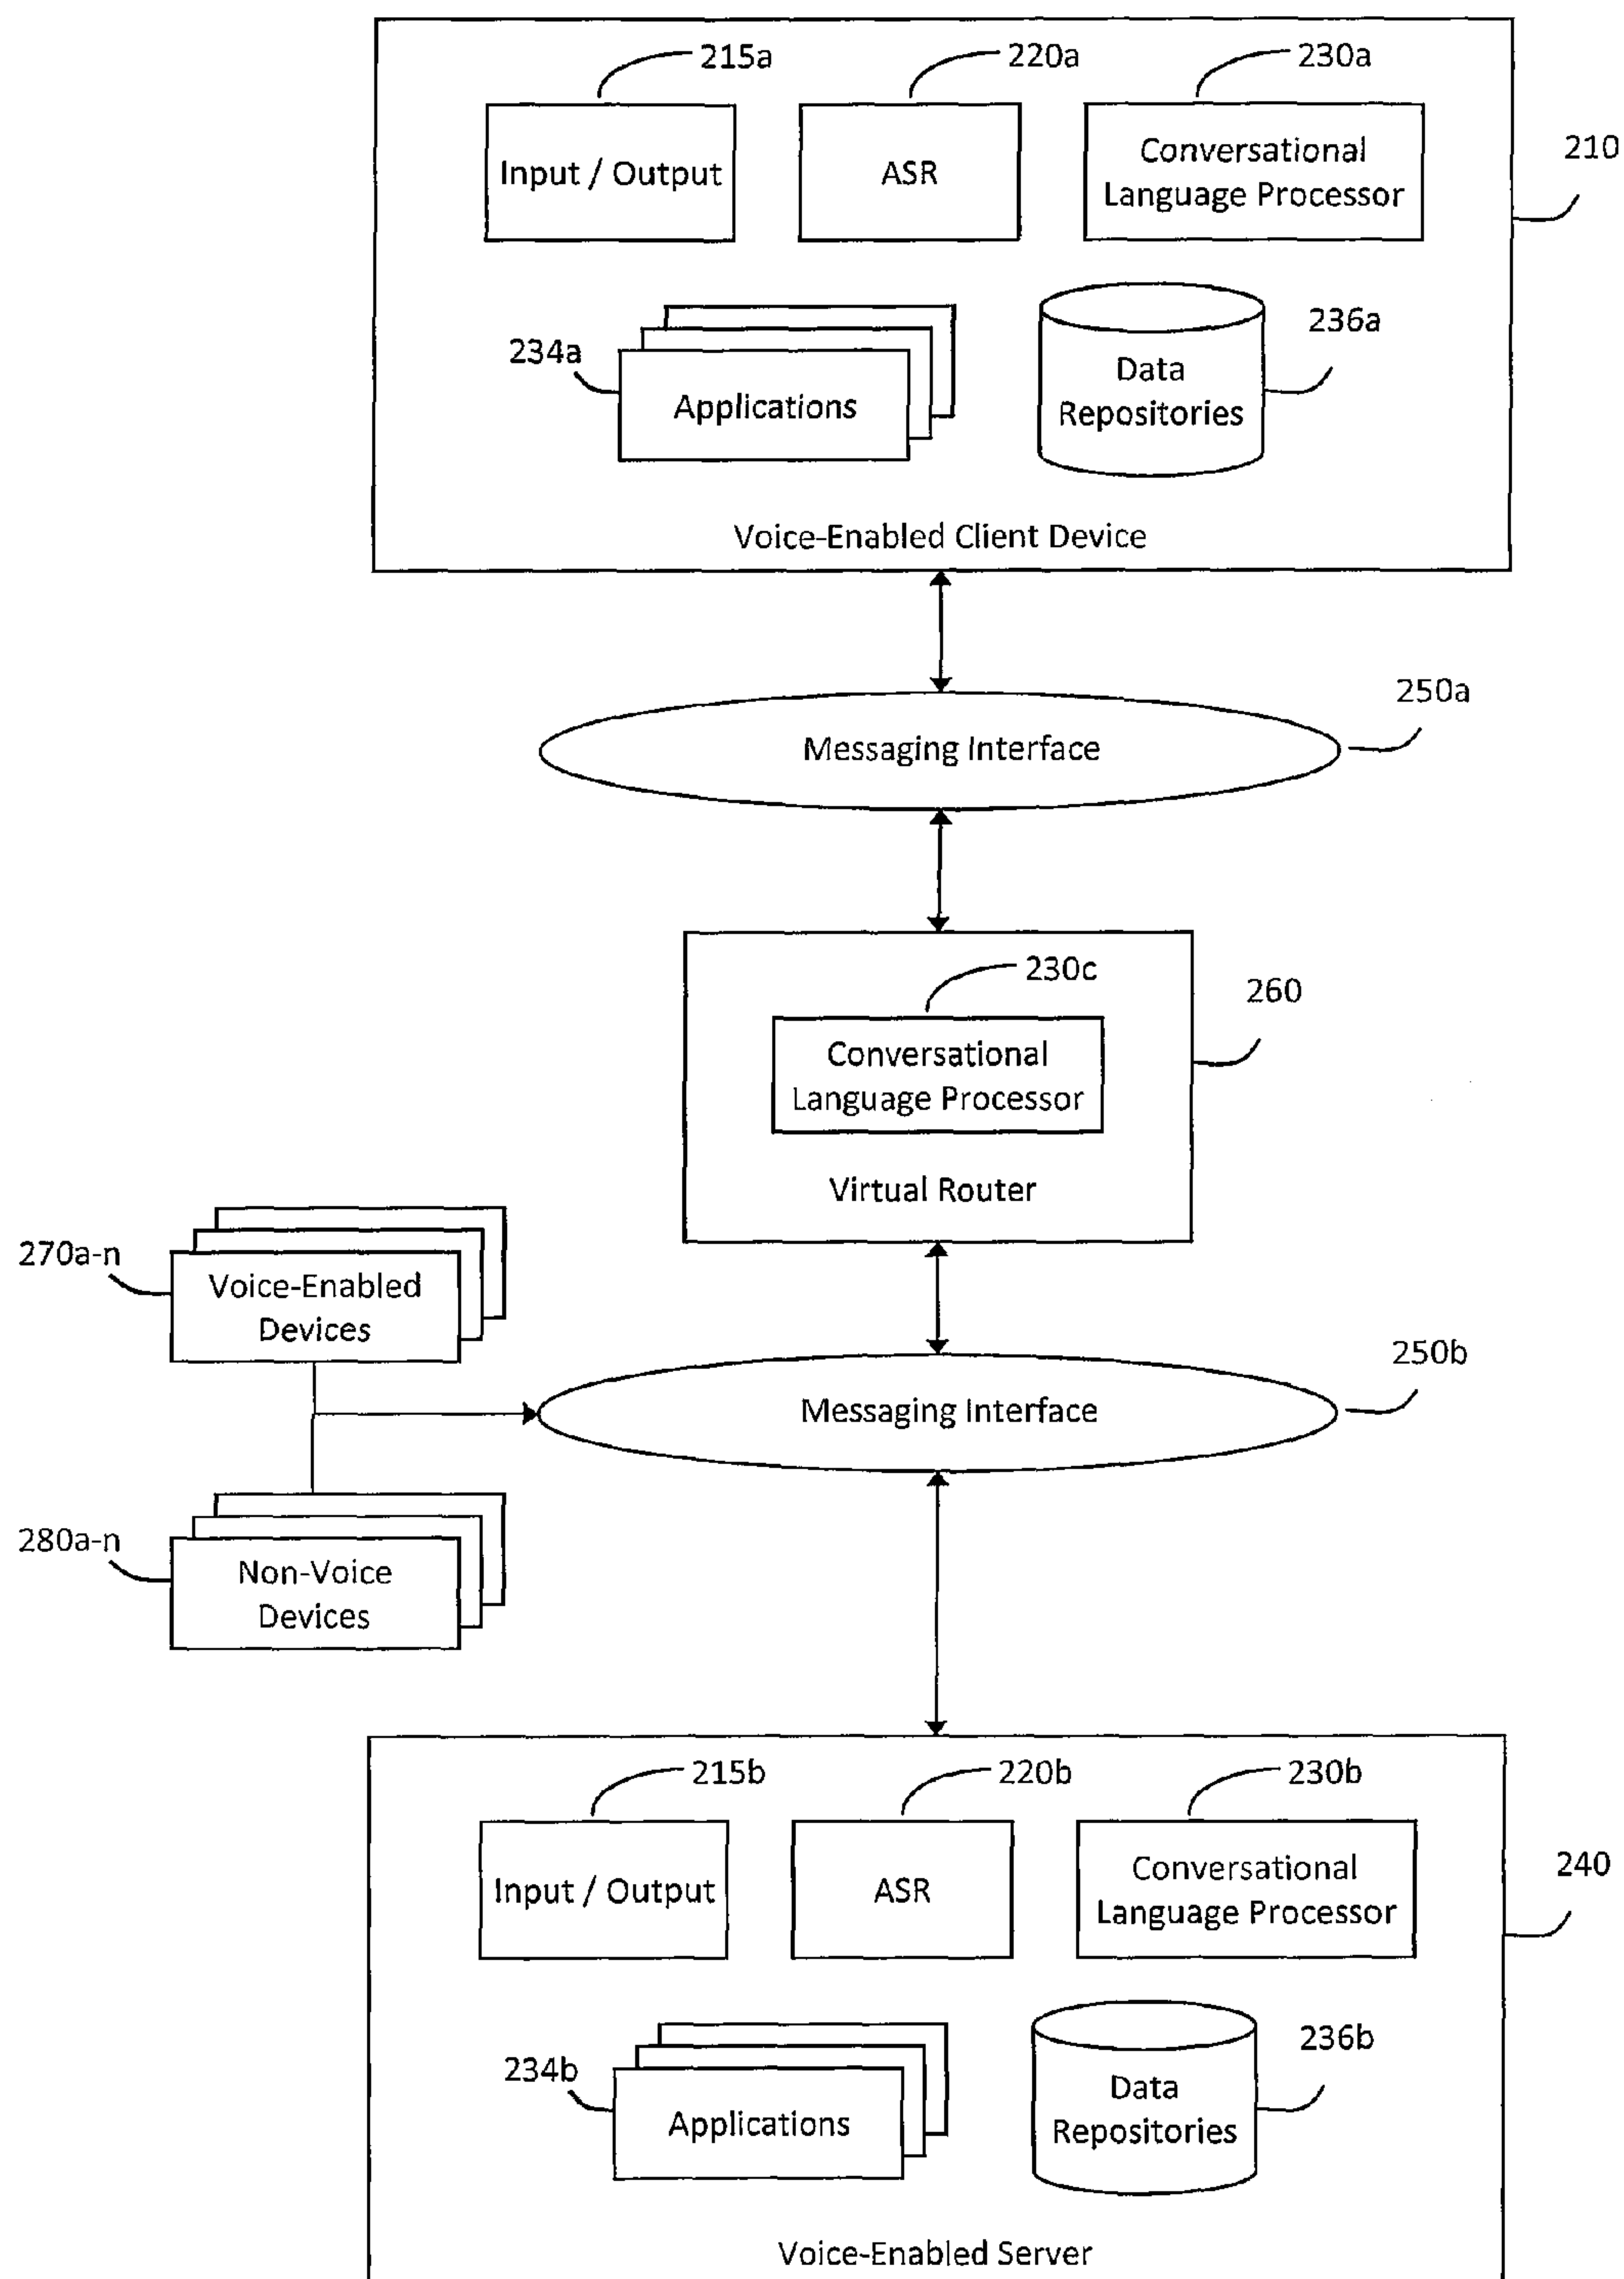 215a
220a
230a
210
Input / Output
ASR
Conversational
Language Processor
234a
Applications
236a
Data
Repositories
Voice-Enabled Client Device
250a
Messaging Interface
230c
260
Conversational
Language Processor
Virtual Router
270a-n
Voice-Enabled
Devices
250b
Messaging Interface
280a-n
Non-Voice
Devices
215b
220b
230b
240
Input / Output
ASR
Conversational
Language Processor
234b
Applications
236b
Data
Repositories
Voice-Enabled Server